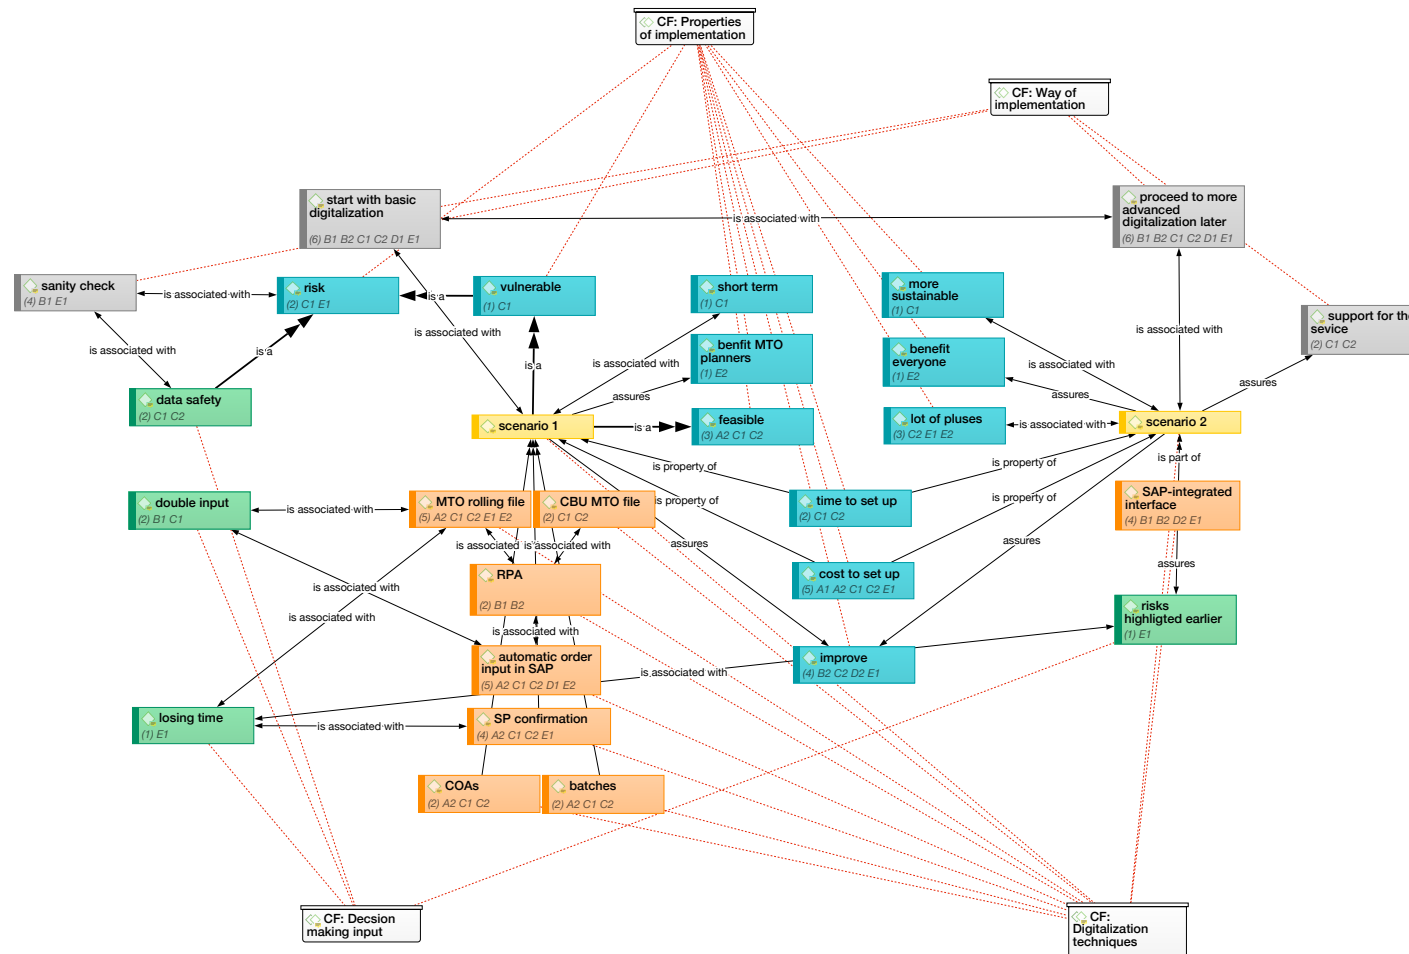 CF: Properties
of implementation
CF: Way of
implementation
start with basic
digitalization
(6) B1 B2 C1 C2 D1 E1
is associated with
proceed to more
advanced
digitalization later
(6) B1 B2 C1 C2 D1 E1
sanity check
(4) B1 E1
is associated with
risk
(2) C1 E1
is a
vulnerable
(1) C1
short term
(1) C1
more
sustainable
(1) C1
support for the
sevice
(2) C1 C2
is associated with
is associated with
is associated with
is a
is a
benfit MTO
planners
(1) E2
is associated with
benefit
everyone
(1) E2
is associated with
is associated with
assures
assures
assures
data safety
(2) C1 C2
scenario 1
is a
feasible
(3) A2 C1 C2
lot of pluses
(3) C2 E1 E2
is associated with
scenario 2
is property of
is property of
is part of
double input
(2) B1 C1
is associated with
MTO rolling file
(5) A2 C1 C2 E1 E2
CBU MTO file
(2) C1 C2
is property of
time to set up
(2) C1 C2
is property of
SAP-integrated
interface
(4) B1 B2 D2 E1
is associated
is associated with
assures
assures
assures
RPA
(2) B1 B2
cost to set up
(5) A1 A2 C1 C2 E1
is associated with
is associated with
is associated with
risks
highligted earlier
(1) E1
automatic order
input in SAP
(5) A2 C1 C2 D1 E2
is associated with
improve
(4) B2 C2 D2 E1
losing time
(1) E1
is associated with
SP confirmation
(4) A2 C1 C2 E1
COAs
(2) A2 C1 C2
batches
(2) A2 C1 C2
CF: Decsion
making input
CF:
Digitalization
techniques